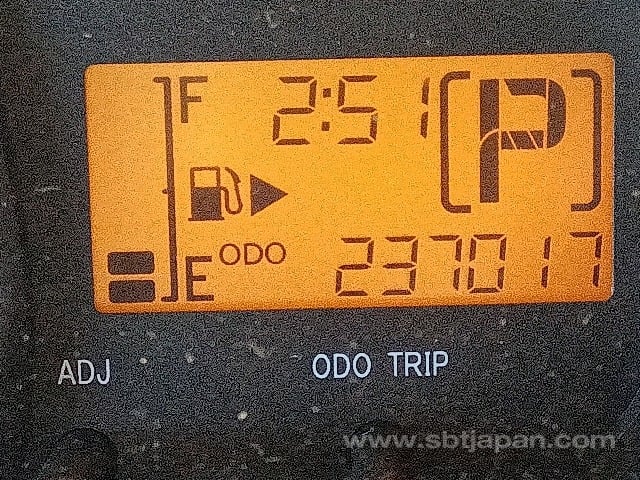 F 2:51 P
E ODO 237017
ADJ ODO TRIP
www.sbtjapan.com